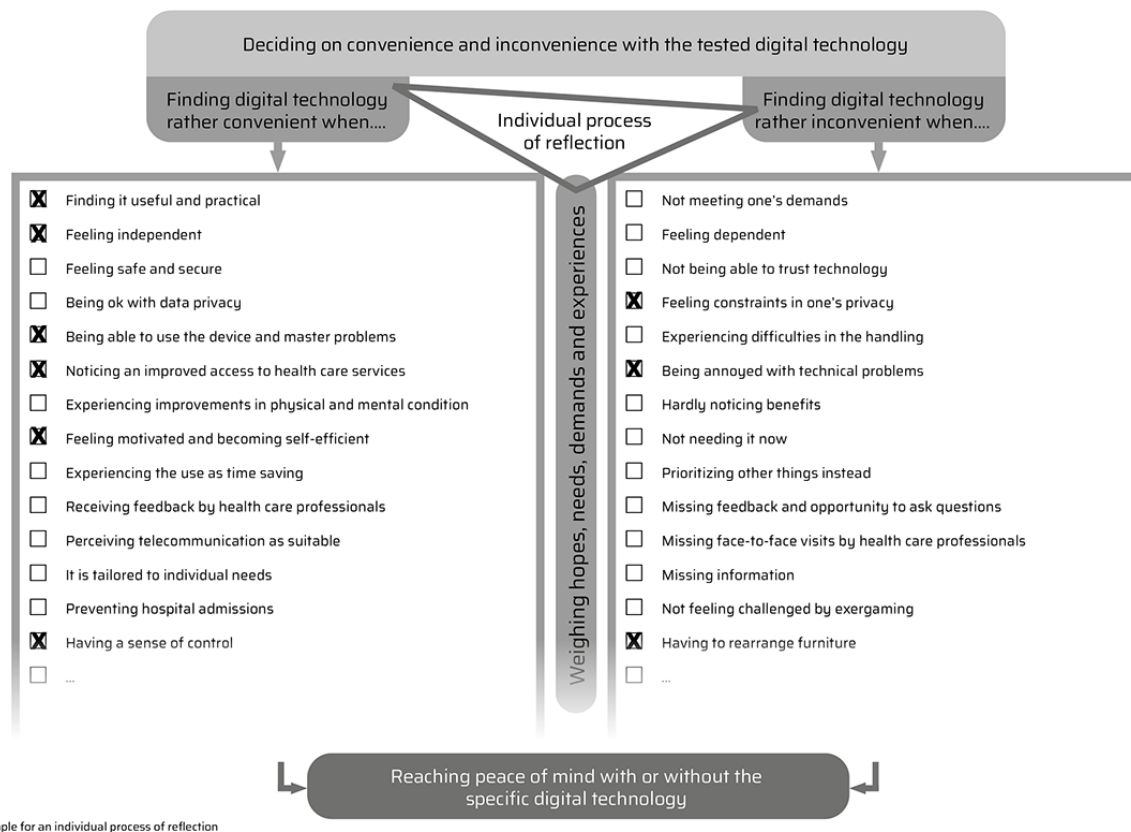 Deciding on convenience and inconvenience with the tested digital technology
Finding digital technology
rather convenient when....
Individual process
of reflection
Finding digital technology
rather inconvenient when....
Finding it useful and practical
Feeling independent
Feeling safe and secure
Being ok with data privacy
Being able to use the device and master problems
Noticing an improved access to health care services
Experiencing improvements in physical and mental condition
Feeling motivated and becoming self-efficient
Experiencing the use as time saving
Receiving feedback by health care professionals
Perceiving telecommunication as suitable
It is tailored to individual needs
Preventing hospital admissions
Having a sense of control
...
Weighing hopes, needs, demands and experiences
Not meeting one's demands
Feeling dependent
Not being able to trust technology
Feeling constraints in one's privacy
Experiencing difficulties in the handling
Being annoyed with technical problems
Hardly noticing benefits
Not needing it now
Prioritizing other things instead
Missing feedback and opportunity to ask questions
Missing face-to-face visits by health care professionals
Missing information
Not feeling challenged by exergaming
Having to rearrange furniture
...
Reaching peace of mind with or without the
specific digital technology
for an individual process of reflection